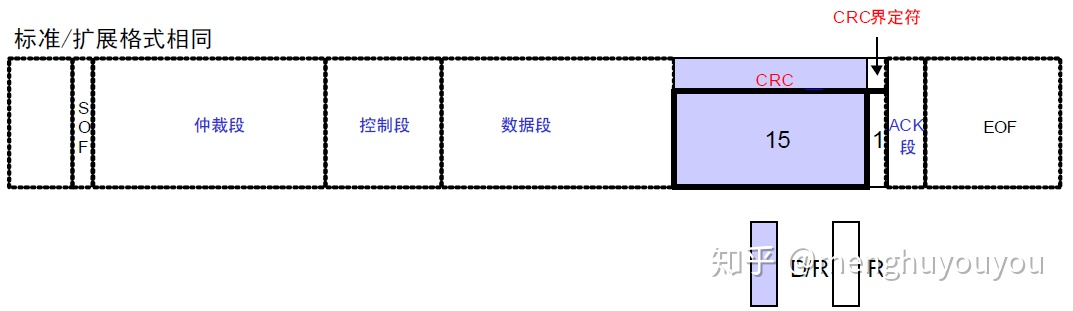 CRC界定符
标准/扩展格式相同
SOF
仲裁段
控制段
数据段
CRC
15
1
ACK
段
EOF
D/R
R
知乎 @menghuyouyou